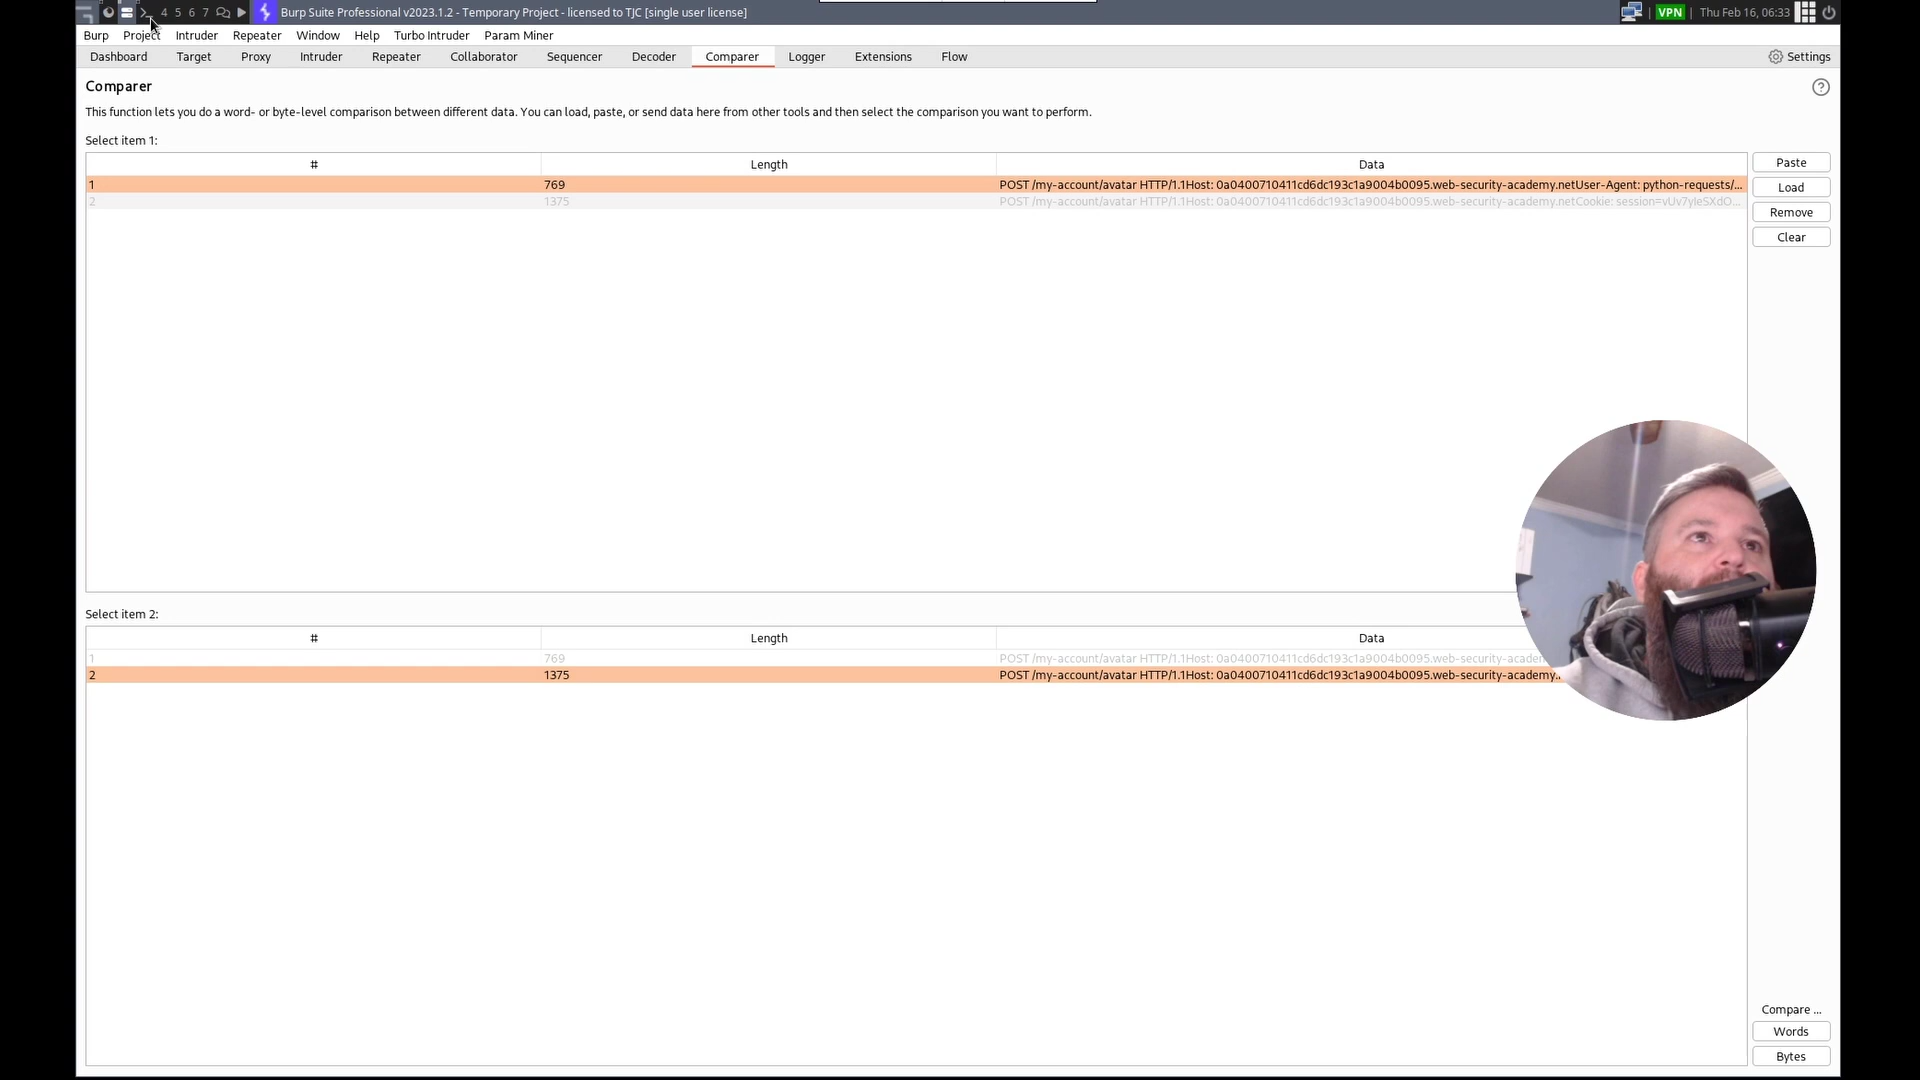 4 5 6 7 Burp Suite Professional v2023.1.2 - Temporary Project - licensed to TJC [single user license] VPN Thu Feb 16, 06:33
Burp Project Intruder Repeater Window Help Turbo Intruder Param Miner
Dashboard Target Proxy Intruder Repeater Collaborator Sequencer Decoder Comparer Logger Extensions Flow Settings
Comparer
This function lets you do a word- or byte-level comparison between different data. You can load, paste, or send data here from other tools and then select the comparison you want to perform.
Select item 1:
# Length Data
1 769 POST /my-account/avatar HTTP/1.1Host: 0a0400710411cd6dc193c1a9004b0095.web-security-academy.netUser-Agent: python-requests/...
2 1375 POST /my-account/avatar HTTP/1.1Host: 0a0400710411cd6dc193c1a9004b0095.web-security-academy.netCookie:
Paste
Load
Remove
Clear
Select item 2:
# Length Data
1 769 POST /my-account/avatar HTTP/1.1Host: 0a0400710411cd6dc193c1a9004b0095.web-security-acade
2 1375 POST /my-account/avatar HTTP/1.1Host: 0a0400710411cd6dc193c1a9004b0095.web-security-academy.
Compare ...
Words
Bytes